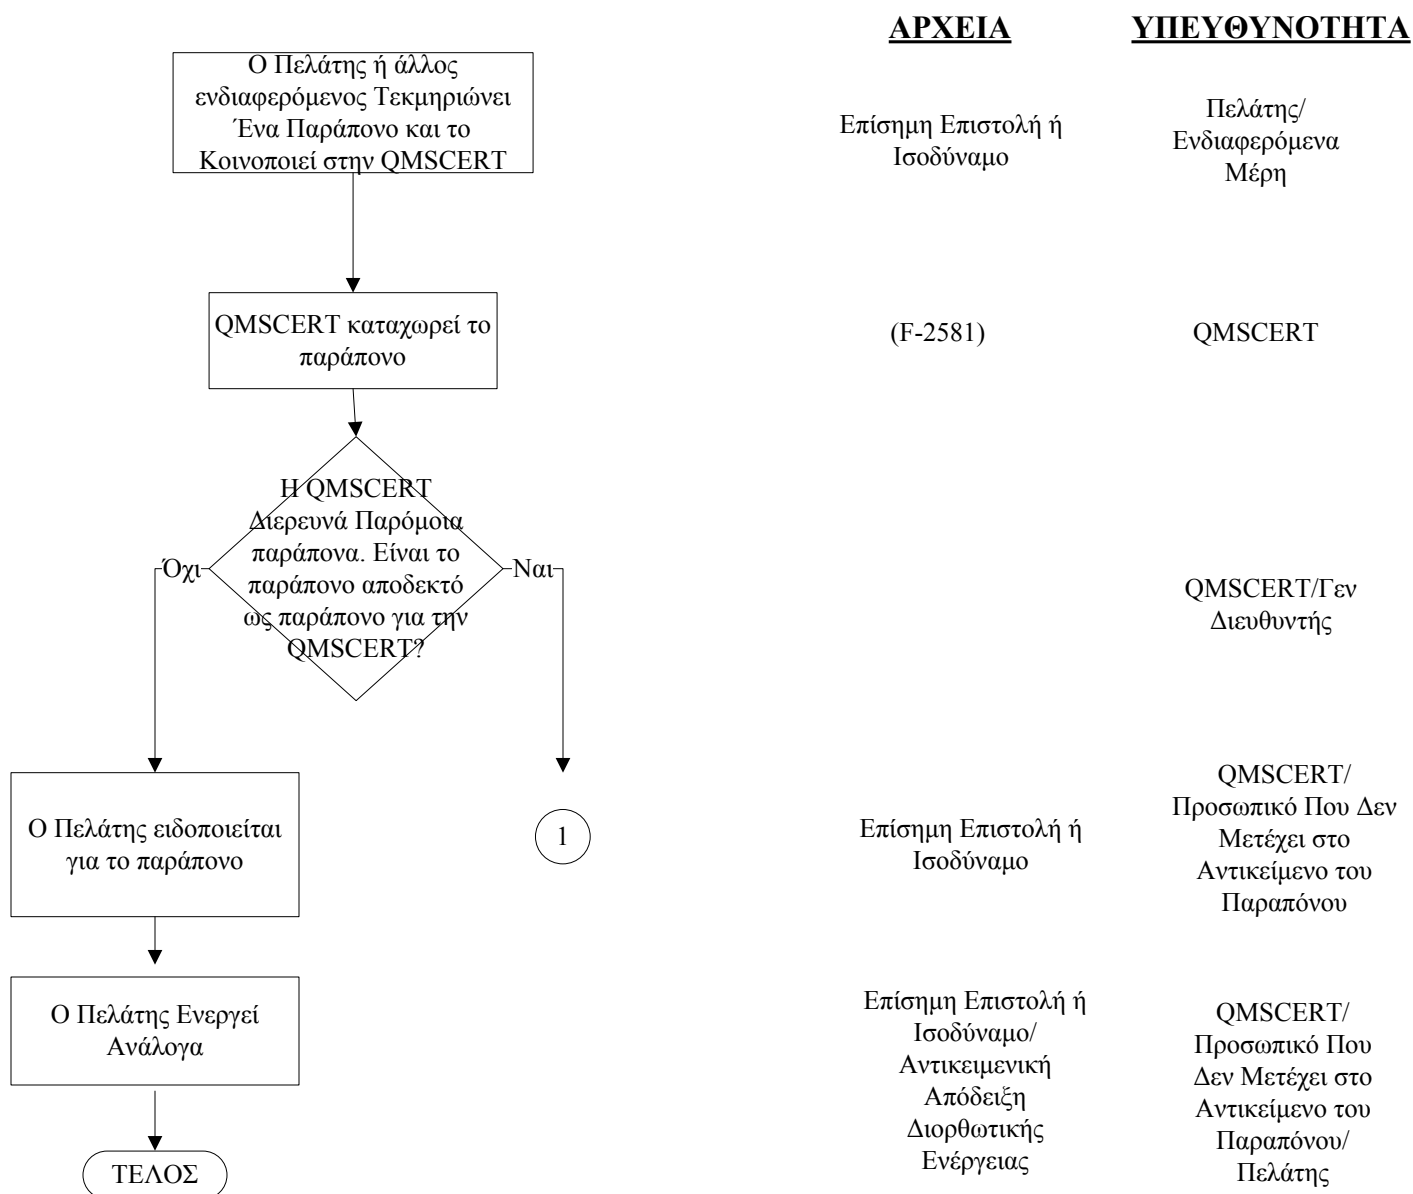 ΑΡΧΕΙΑ
ΥΠΕΥΘΥΝΟΤΗΤΑ
Ο Πελάτης ή άλλος
ενδιαφερόμενος Τεκμηριώνει
Ένα Παράπονο και το
Κοινοποιεί στην QMSCERT
Επίσημη Επιστολή ή
Ισοδύναμο
Πελάτης/
Ενδιαφερόμενα
Μέρη
QMSCERT καταχωρεί το
παράπονο
(F-2581)
QMSCERT
Η QMSCERT
Διερευνά Παρόμοια
παράπονα. Είναι το
παράπονο αποδεκτό
ως παράπονο για την
QMSCERT?
Όχι
Ναι
QMSCERT/Γεν
Διευθυντής
Ο Πελάτης ειδοποιείται
για το παράπονο
1
Επίσημη Επιστολή ή
Ισοδύναμο
QMSCERT/
Προσωπικό Που Δεν
Μετέχει στο
Αντικείμενο του
Παραπόνου
Ο Πελάτης Ενεργεί
Ανάλογα
Επίσημη Επιστολή ή
Ισοδύναμο/
Αντικειμενική
Απόδειξη
Διορθωτικής
Ενέργειας
QMSCERT/
Προσωπικό Που
Δεν Μετέχει στο
Αντικείμενο του
Παραπόνου/
Πελάτης
ΤΕΛΟΣ